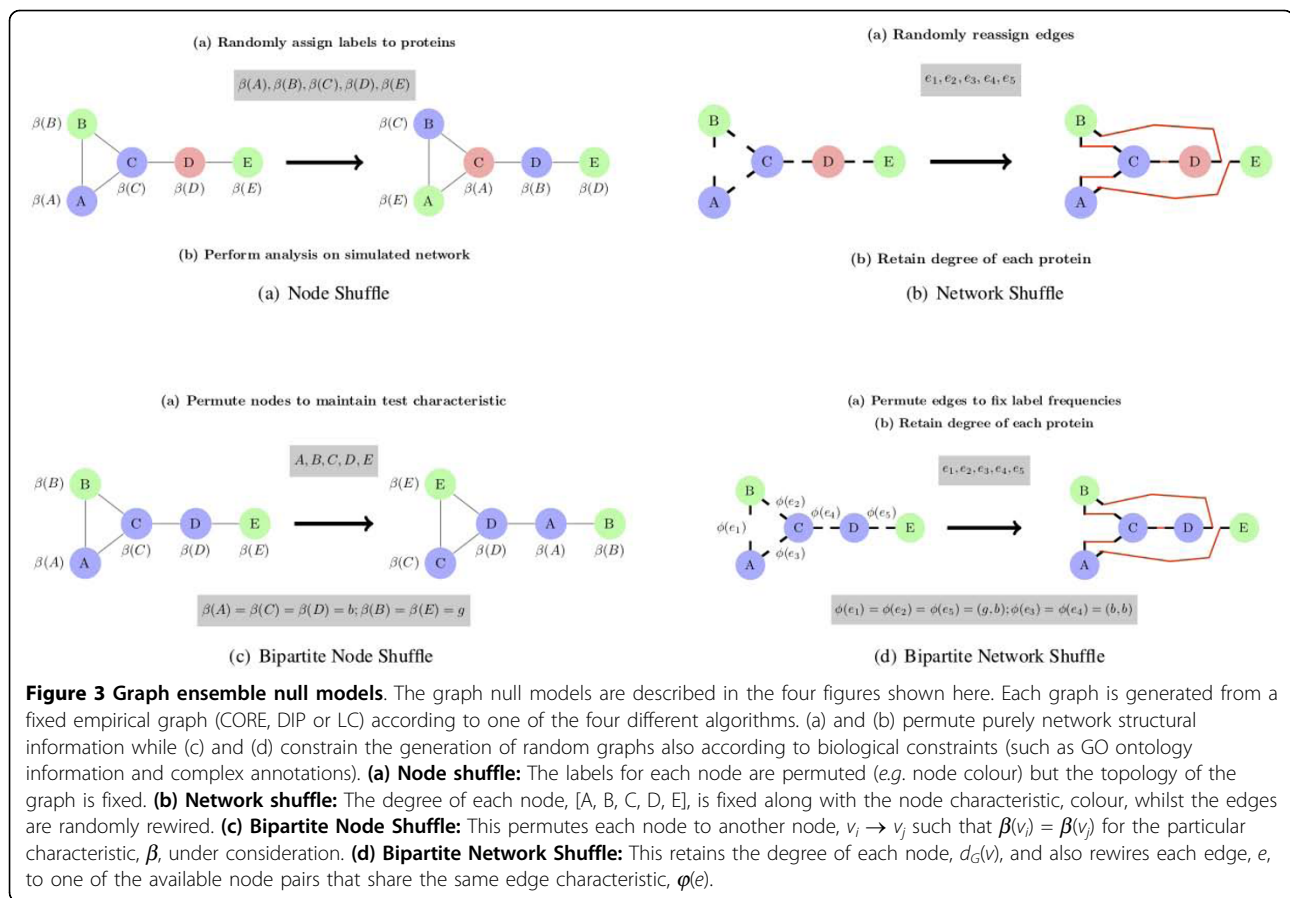 (a) Randomly assign labels to proteins
β(A), β(B), β(C), β(D), β(E)
β(B) B
C D E
β(C) β(D) β(E)
β(A) A
β(C) B
C D E
β(A) β(B) β(D)
β(E) A
(b) Perform analysis on simulated network
(a) Node Shuffle
(a) Randomly reassign edges
e₁, e₂, e₃, e₄, e₅
B
C D E
A
B
C D E
A
(b) Retain degree of each protein
(b) Network Shuffle
(a) Permute nodes to maintain test characteristic
A, B, C, D, E
β(B) B
C D E
β(C) β(D) β(E)
β(A) A
β(E) E
D A B
β(D) β(A) β(B)
β(C) C
β(A) = β(C) = β(D) = b; β(B) = β(E) = g
(c) Bipartite Node Shuffle
(a) Permute edges to fix label frequencies
(b) Retain degree of each protein
e₁, e₂, e₃, e₄, e₅
B φ(e₂)
φ(e₄) φ(e₅)
φ(e₁) C D E
φ(e₃)
A
B
C D E
A
φ(e₁) = φ(e₂) = φ(e₅) = (g, b); φ(e₃) = φ(e₄) = (b, b)
(d) Bipartite Network Shuffle
Figure 3 Graph ensemble null models. The graph null models are described in the four figures shown here. Each graph is generated from a
fixed empirical graph (CORE, DIP or LC) according to one of the four different algorithms. (a) and (b) permute purely network structural
information while (c) and (d) constrain the generation of random graphs also according to biological constraints (such as GO ontology
information and complex annotations). (a) Node shuffle: The labels for each node are permuted (e.g. node colour) but the topology of the
graph is fixed. (b) Network shuffle: The degree of each node, [A, B, C, D, E], is fixed along with the node characteristic, colour, whilst the edges
are randomly rewired. (c) Bipartite Node Shuffle: This permutes each node to another node, vᵢ → vⱼ such that β(vᵢ) = β(vⱼ) for the particular
characteristic, β, under consideration. (d) Bipartite Network Shuffle: This retains the degree of each node, d_G(v), and also rewires each edge, e,
to one of the available node pairs that share the same edge characteristic, φ(e).